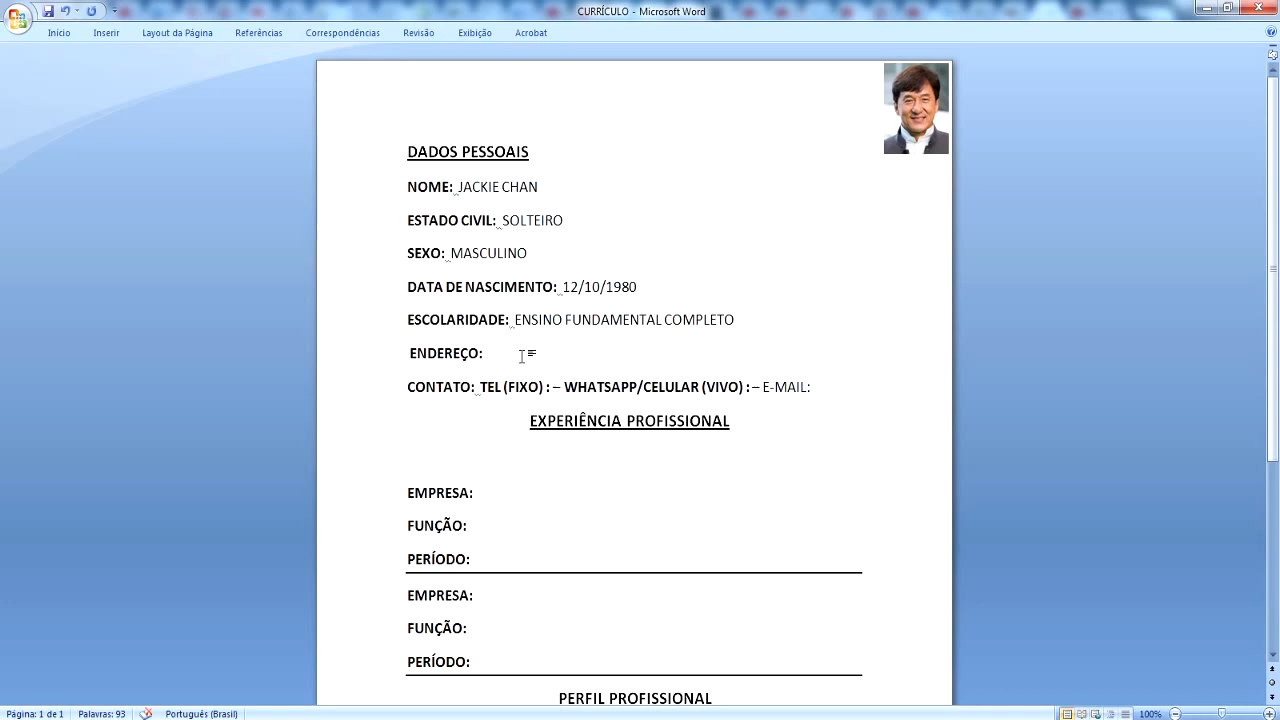 CURRÍCULO - Microsoft Word
Início Inserir Layout da Página Referências Correspondências Revisão Exibição Acrobat
DADOS PESSOAIS
NOME: JACKIE CHAN
ESTADO CIVIL: SOLTEIRO
SEXO: MASCULINO
DATA DE NASCIMENTO: 12/10/1980
ESCOLARIDADE: ENSINO FUNDAMENTAL COMPLETO
ENDEREÇO:
CONTATO: TEL (FIXO) : – WHATSAPP/CELULAR (VIVO) : – E-MAIL:
EXPERIÊNCIA PROFISSIONAL
EMPRESA:
FUNÇÃO:
PERÍODO:
EMPRESA:
FUNÇÃO:
PERÍODO:
PERFIL PROFISSIONAL
Página: 1 de 1 Palavras: 93 Português (Brasil) 100%